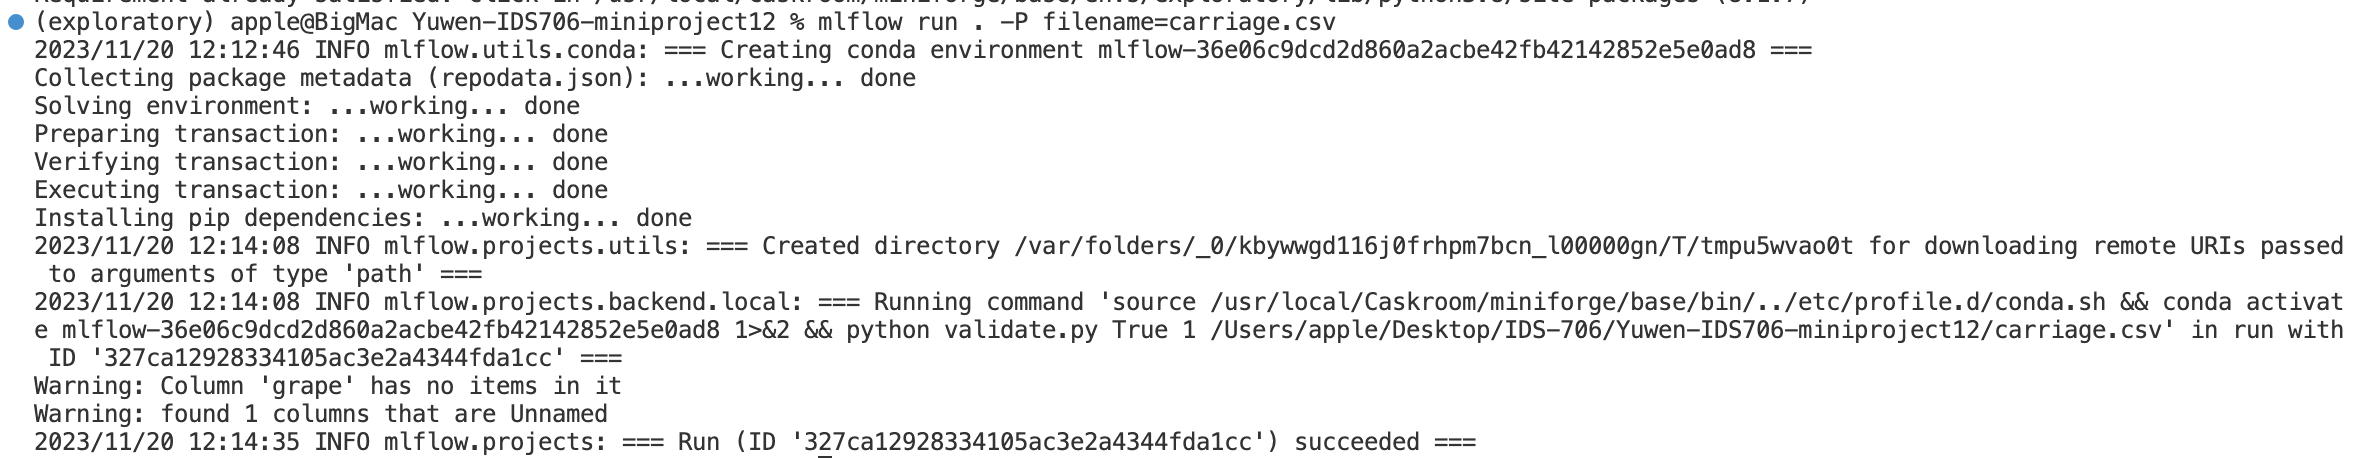 (exploratory) apple@BigMac Yuwen-IDS706-miniproject12 % mlflow run . -P filename=carriage.csv
2023/11/20 12:12:46 INFO mlflow.utils.conda: === Creating conda environment mlflow-36e06c9dcd2d860a2acbe42fb42142852e5e0ad8 ===
Collecting package metadata (repodata.json): ...working... done
Solving environment: ...working... done
Preparing transaction: ...working... done
Verifying transaction: ...working... done
Executing transaction: ...working... done
Installing pip dependencies: ...working... done
2023/11/20 12:14:08 INFO mlflow.projects.utils: === Created directory /var/folders/_0/kbywwgd116j0frhpm7bcn_l00000gn/T/tmpu5wvao0t for downloading remote URIs passed
 to arguments of type 'path' ===
2023/11/20 12:14:08 INFO mlflow.projects.backend.local: === Running command 'source /usr/local/Caskroom/miniforge/base/bin/../etc/profile.d/conda.sh && conda activat
e mlflow-36e06c9dcd2d860a2acbe42fb42142852e5e0ad8 1>&2 && python validate.py True 1 /Users/apple/Desktop/IDS-706/Yuwen-IDS706-miniproject12/carriage.csv' in run with
 ID '327ca12928334105ac3e2a4344fda1cc' ===
Warning: Column 'grape' has no items in it
Warning: found 1 columns that are Unnamed
2023/11/20 12:14:35 INFO mlflow.projects: === Run (ID '327ca12928334105ac3e2a4344fda1cc') succeeded ===